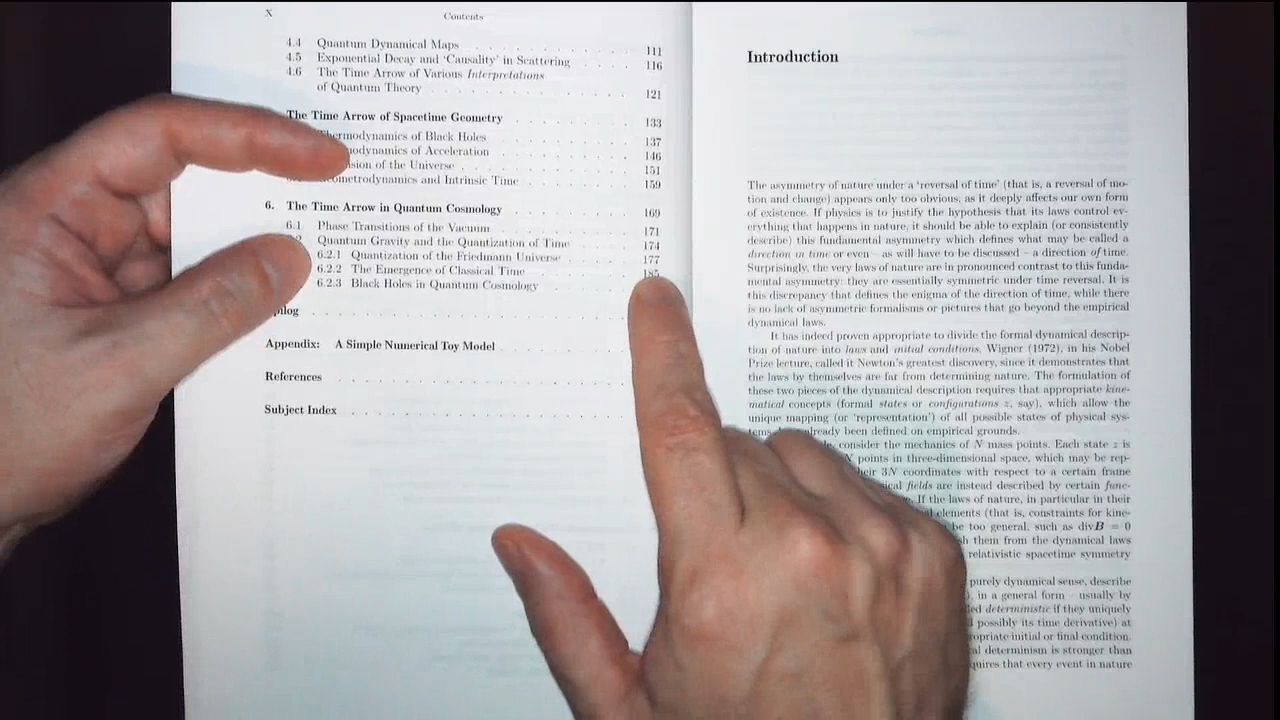 X Contents
4.4 Quantum Dynamical Maps . . . . . . . . . . . . 111
4.5 Exponential Decay and ‘Causality’ in Scattering . . . . 116
4.6 The Time Arrow of Various Interpretations
of Quantum Theory . . . . . . . . . . . . 121
The Time Arrow of Spacetime Geometry . . . . . . . . 133
of Black Holes . . . . . . . . 137
of Acceleration . . . . . . . . 146
of the Universe . . . . . . . . 151
and Intrinsic Time . . . . . . 159
6. The Time Arrow in Quantum Cosmology . . . . . . . . 169
6.1 Phase Transitions of the Vacuum . . . . . . . . 171
Quantum Gravity and the Quantization of Time . . . . 174
6.2.1 Quantization of the Friedmann Universe . . . . 177
6.2.2 The Emergence of Classical Time . . . . . .
6.2.3 Black Holes in Quantum Cosmology . . . . .
Appendix: A Simple Numerical Toy Model . . . . . .
References . . . . . . . . . . . .
Subject Index . . . . . . . . . . . .
Introduction
The asymmetry of nature under a ‘reversal of time’ (that is, a reversal of mo-
tion and change) appears only too obvious, as it deeply affects our own form
of existence. If physics is to justify the hypothesis that its laws control ev-
erything that happens in nature, it should be able to explain (or consistently
describe) this fundamental asymmetry which defines what may be called a
direction in time or even – as will have to be discussed – a direction of time.
Surprisingly, the very laws of nature are in pronounced contrast to this funda-
mental asymmetry: they are essentially symmetric under time reversal. It is
this discrepancy that defines the enigma of the direction of time, while there
is no lack of asymmetric formalisms or pictures that go beyond the empirical
dynamical laws.
It has indeed proven appropriate to divide the formal dynamical descrip-
tion of nature into laws and initial conditions. Wigner (1972), in his Nobel
Prize lecture, called it Newton's greatest discovery, since it demonstrates that
the laws by themselves are far from determining nature. The formulation of
these two pieces of the dynamical description requires that appropriate kine-
matical concepts (formal states or configurations z, say), which allow the
unique mapping (or ‘representation’) of all possible states of physical sys-
already been defined on empirical grounds.
consider the mechanics of N mass points. Each state z is
N points in three-dimensional space, which may be rep-
3N coordinates with respect to a certain frame
fields are instead described by certain func-
If the laws of nature, in particular in their
elements (that is, constraints for kine-
be too general, such as divB = 0
them from the dynamical laws
relativistic spacetime symmetry
purely dynamical sense, describe
in a general form – usually by
deterministic if they uniquely
possibly its time derivative) at
initial or final condition.
determinism is stronger than
that every event in nature